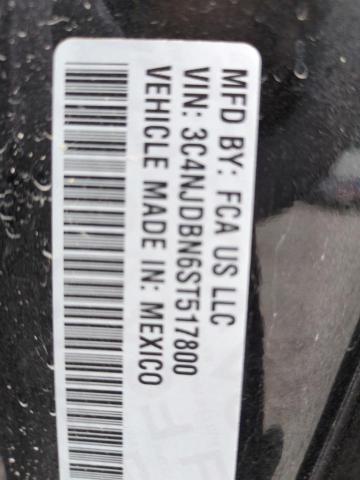 MFD BY: FCA US LLC
VIN: 3C4NJDBN6ST517800
VEHICLE MADE IN: MEXICO